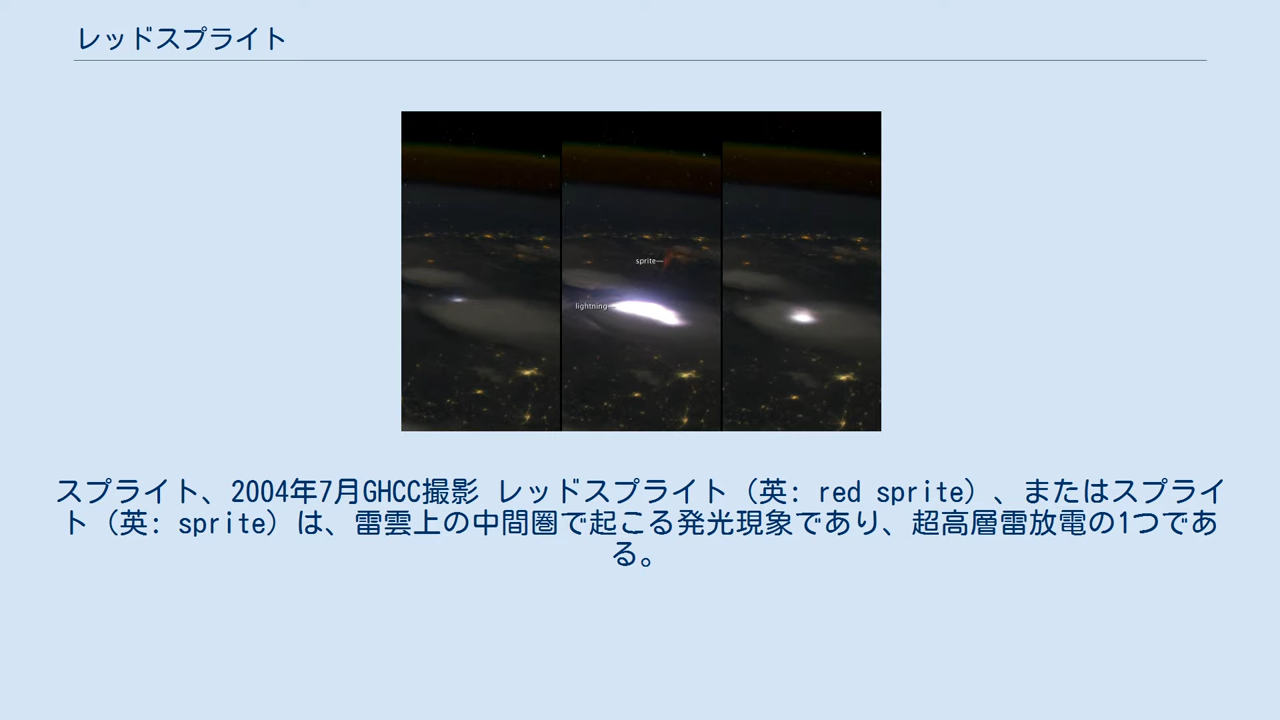 レッドスプライト
sprite
lightning
スプライト、2004年7月GHCC撮影 レッドスプライト（英: red sprite）、またはスプライ
ト（英: sprite）は、雷雲上の中間圏で起こる発光現象であり、超高層雷放電の1つであ
る。